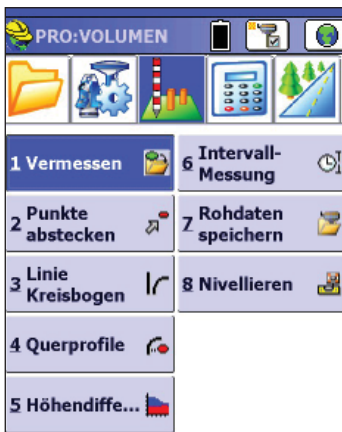 PRO:VOLUMEN
1 Vermessen
2 Punkte
abstecken
3 Linie
Kreisbogen
4 Querprofile
5 Höhendiffe...
6 Intervall-
Messung
7 Rohdaten
speichern
8 Nivellieren